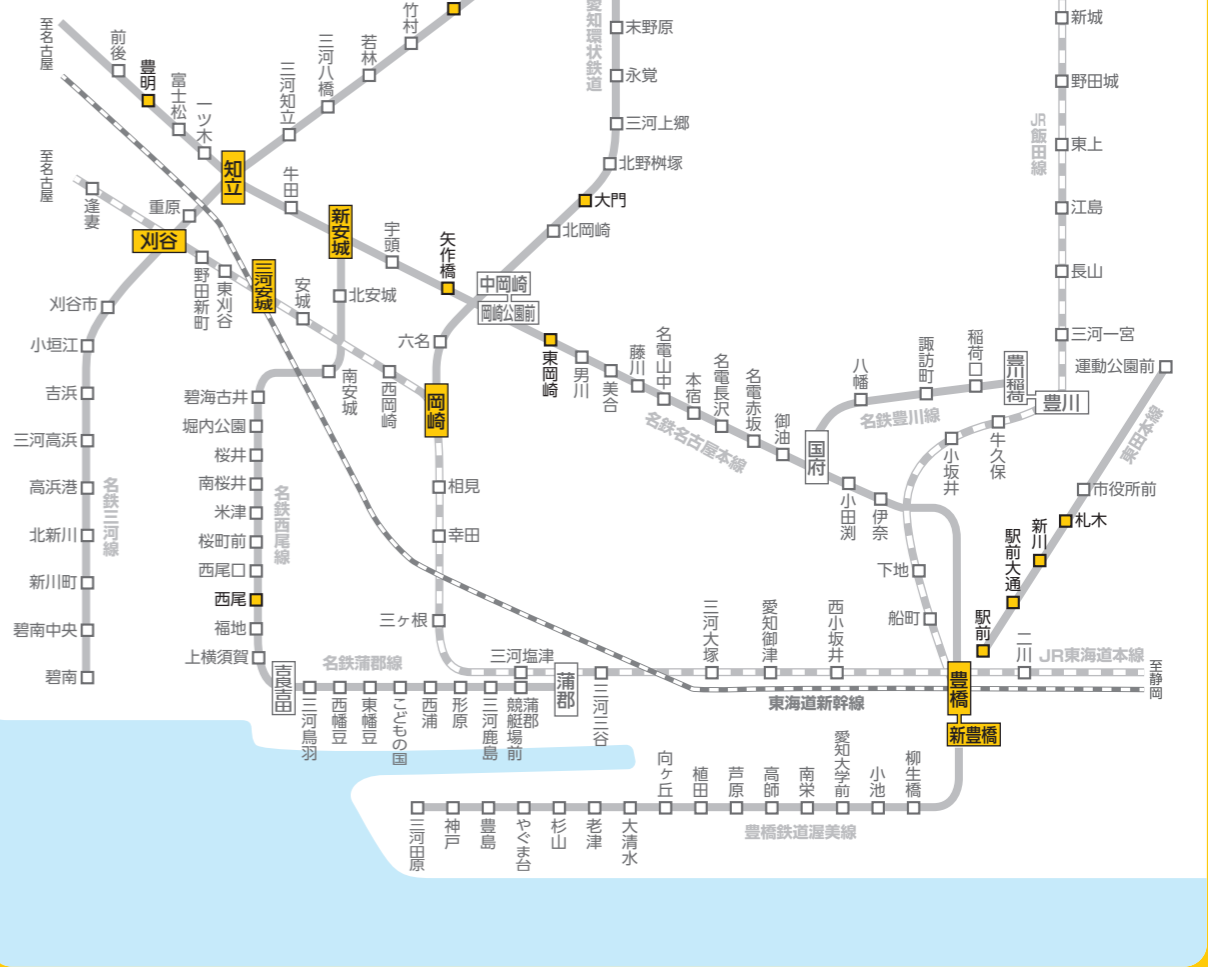 至名古屋
前後
豊明
富士松
一ツ木
知立
三河知立
三河八橋
若林
竹村
愛知環状鉄道
末野原
永覚
三河上郷
北野桝塚
大門
北岡崎
中岡崎
岡崎公園前
六名
岡崎
新城
野田城
東上
JR飯田線
江島
長山
三河一宮
豊川
至名古屋
逢妻
重原
刈谷
野田新町
東刈谷
三河安城
安城
西岡崎
牛田
新安城
宇頭
矢作橋
東岡崎
男川
美合
藤川
名電山中
本宿
名電長沢
名電赤坂
御油
名鉄名古屋本線
国府
小田渕
伊奈
八幡
諏訪町
稲荷口
豊川稲荷
名鉄豊川線
牛久保
小坂井
下地
船町
運動公園前
東田本線
市役所前
札木
新川
駅前大通
駅前
刈谷市
小垣江
吉浜
三河高浜
高浜港
北新川
新川町
碧南中央
碧南
名鉄三河線
北安城
南安城
碧海古井
堀内公園
桜井
南桜井
米津
桜町前
西尾口
西尾
福地
上横須賀
名鉄西尾線
吉良吉田
名鉄蒲郡線
三河鳥羽
西幡豆
東幡豆
こどもの国
西浦
形原
三河鹿島
蒲郡
競艇場前
蒲郡
相見
幸田
三ヶ根
三河塩津
三河三谷
三河大塚
愛知御津
西小坂井
豊橋
二川
JR東海道本線
至静岡
東海道新幹線
新豊橋
柳生橋
小池
愛知大学前
南栄
高師
芦原
植田
向ヶ丘
大清水
老津
杉山
やぐま台
豊島
神戸
三河田原
豊橋鉄道渥美線